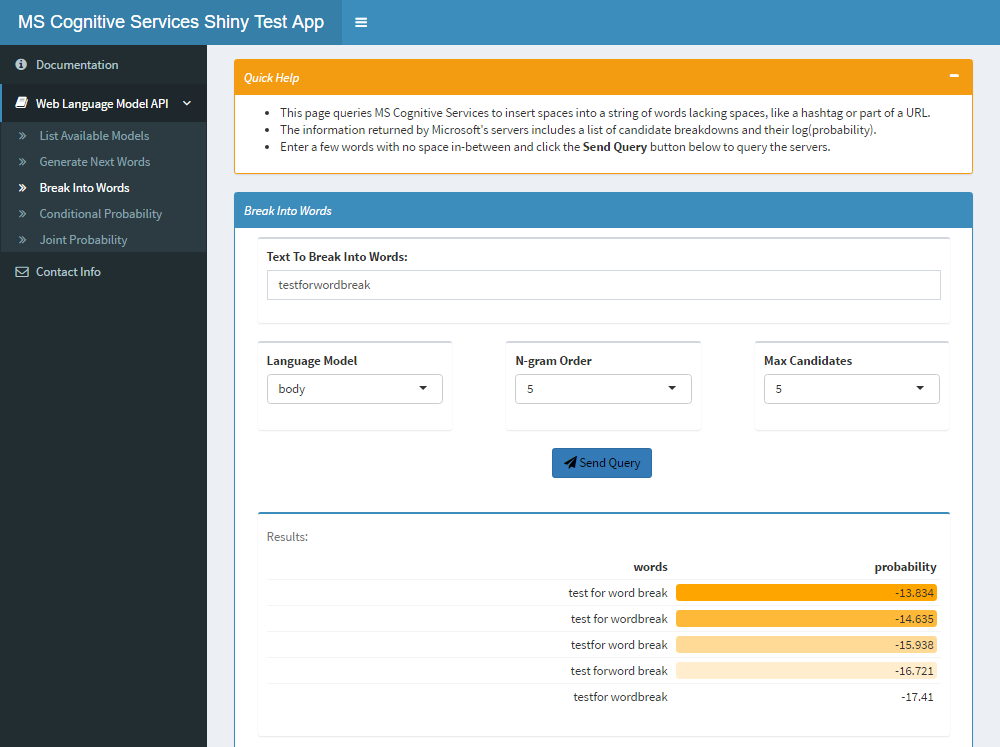 MS Cognitive Services Shiny Test App
Documentation
Web Language Model API
List Available Models
Generate Next Words
Break Into Words
Conditional Probability
Joint Probability
Contact Info
Quick Help
This page queries MS Cognitive Services to insert spaces into a string of words lacking spaces, like a hashtag or part of a URL.
The information returned by Microsoft's servers includes a list of candidate breakdowns and their log(probability).
Enter a few words with no space in-between and click the Send Query button below to query the servers.
Break Into Words
Text To Break Into Words:
testforwordbreak
Language Model N-gram Order Max Candidates
body 5 5
Send Query
Results:
words probability
test for word break -13.834
test for wordbreak -14.635
testfor word break -15.938
test forword break -16.721
testfor wordbreak -17.41